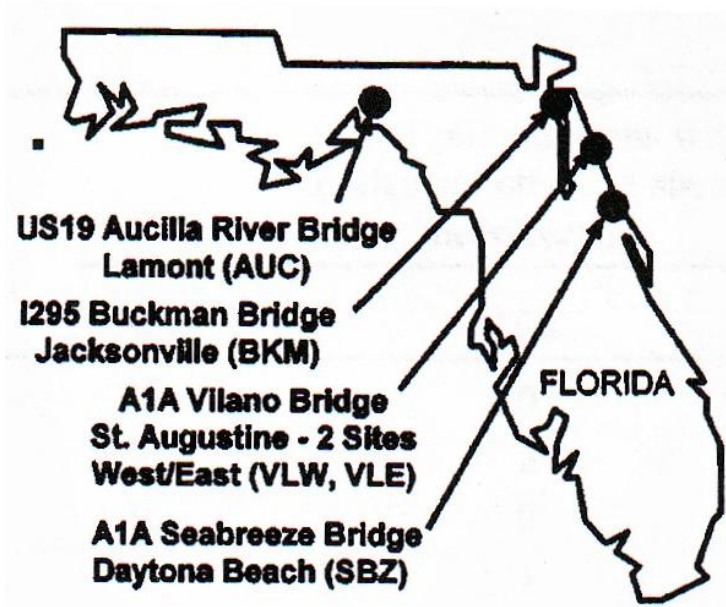 US19 Aucilla River Bridge
Lamont (AUC)
I295 Buckman Bridge
Jacksonville (BKM)
A1A Vilano Bridge
St. Augustine - 2 Sites
West/East (VLW, VLE)
A1A Seabreeze Bridge
Daytona Beach (SBZ)
FLORIDA